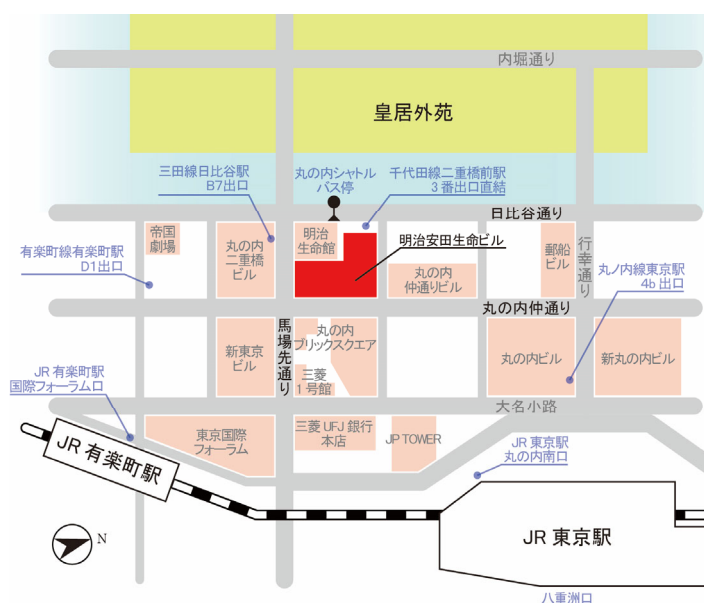 内堀通り
皇居外苑
三田線日比谷駅
B7出口
丸の内シャトル
バス停
千代田線二重橋前駅
3番出口直結
日比谷通り
帝国
劇場
有楽町線有楽町駅
D1出口
丸の内
二重橋
ビル
明治
生命館
明治安田生命ビル
丸の内
仲通りビル
郵船
ビル
行幸通り
丸ノ内線東京駅
4b 出口
丸の内仲通り
馬場先通り
新東京
ビル
丸の内
ブリックスクエア
三菱
1号館
丸の内ビル
新丸の内ビル
JR 有楽町駅
国際フォーラム口
大名小路
東京国際
フォーラム
三菱 UFJ 銀行
本店
JP TOWER
JR 東京駅
丸の内南口
JR 有楽町駅
N
JR 東京駅
八重洲口